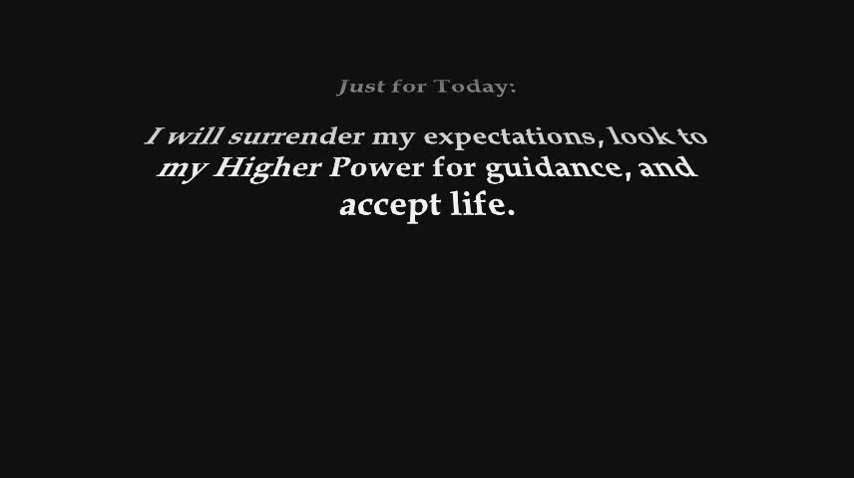 Just for Today:
I will surrender my expectations, look to
my Higher Power for guidance, and
accept life.